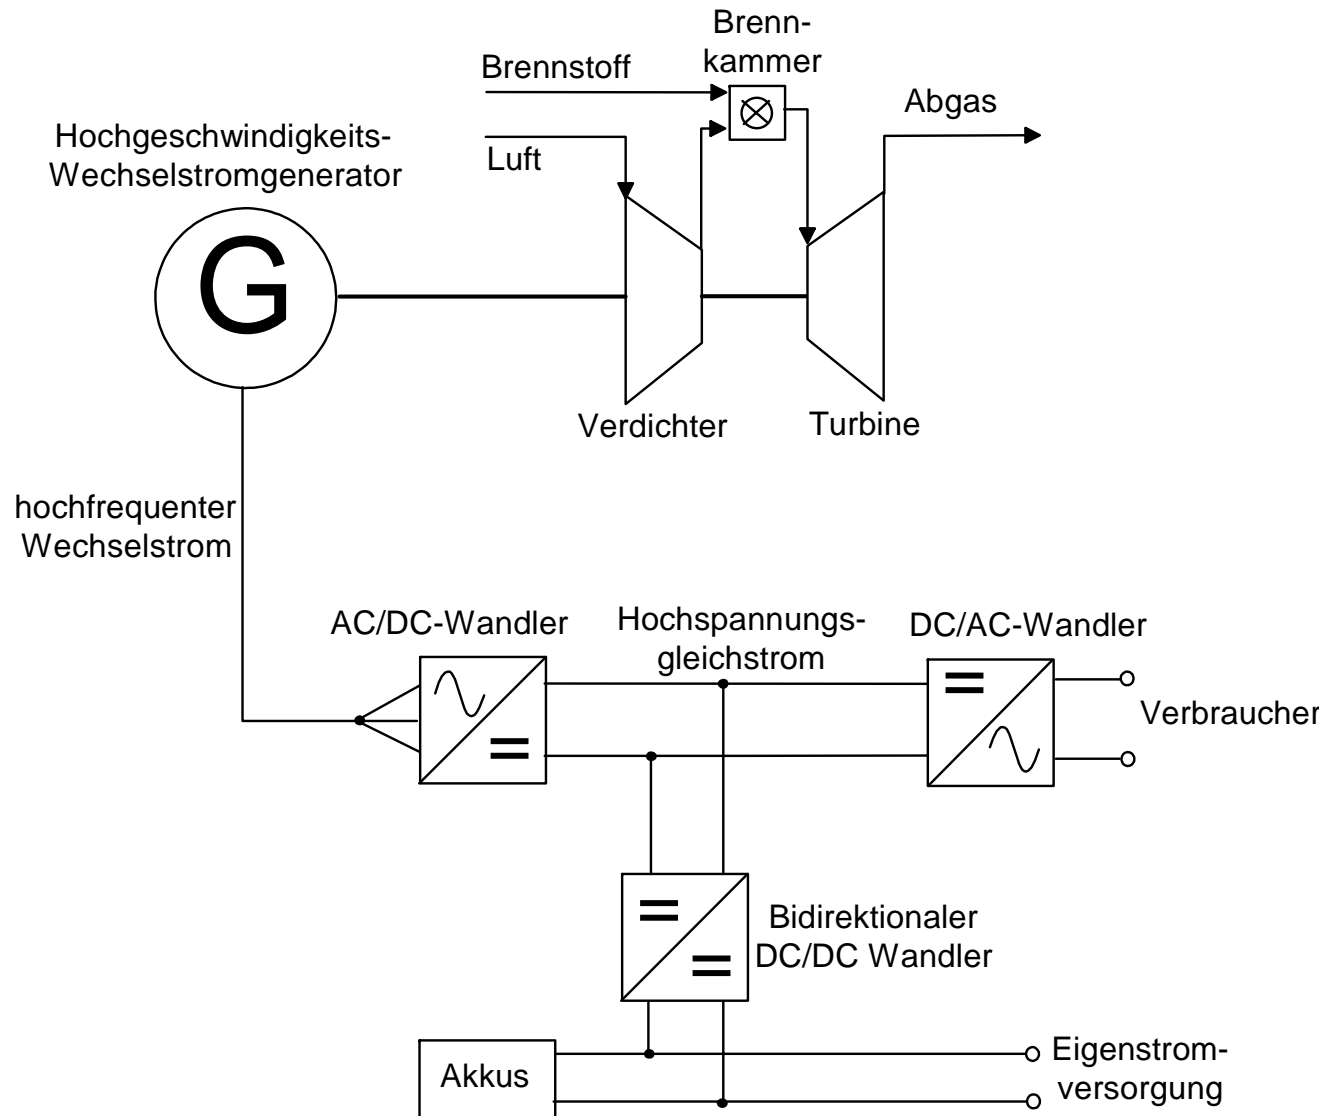 Brenn-
kammer
Brennstoff
Abgas
Hochgeschwindigkeits-
Wechselstromgenerator
Luft
G
Verdichter
Turbine
hochfrequenter
Wechselstrom
AC/DC-Wandler
Hochspannungs-
gleichstrom
DC/AC-Wandler
Verbraucher
Bidirektionaler
DC/DC Wandler
Akkus
Eigenstrom-
versorgung